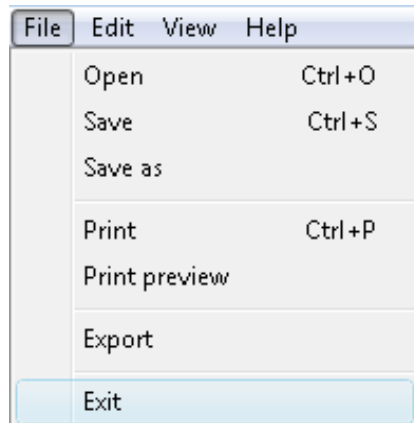 File Edit View Help
Open Ctrl+O
Save Ctrl+S
Save as
Print Ctrl+P
Print preview
Export
Exit